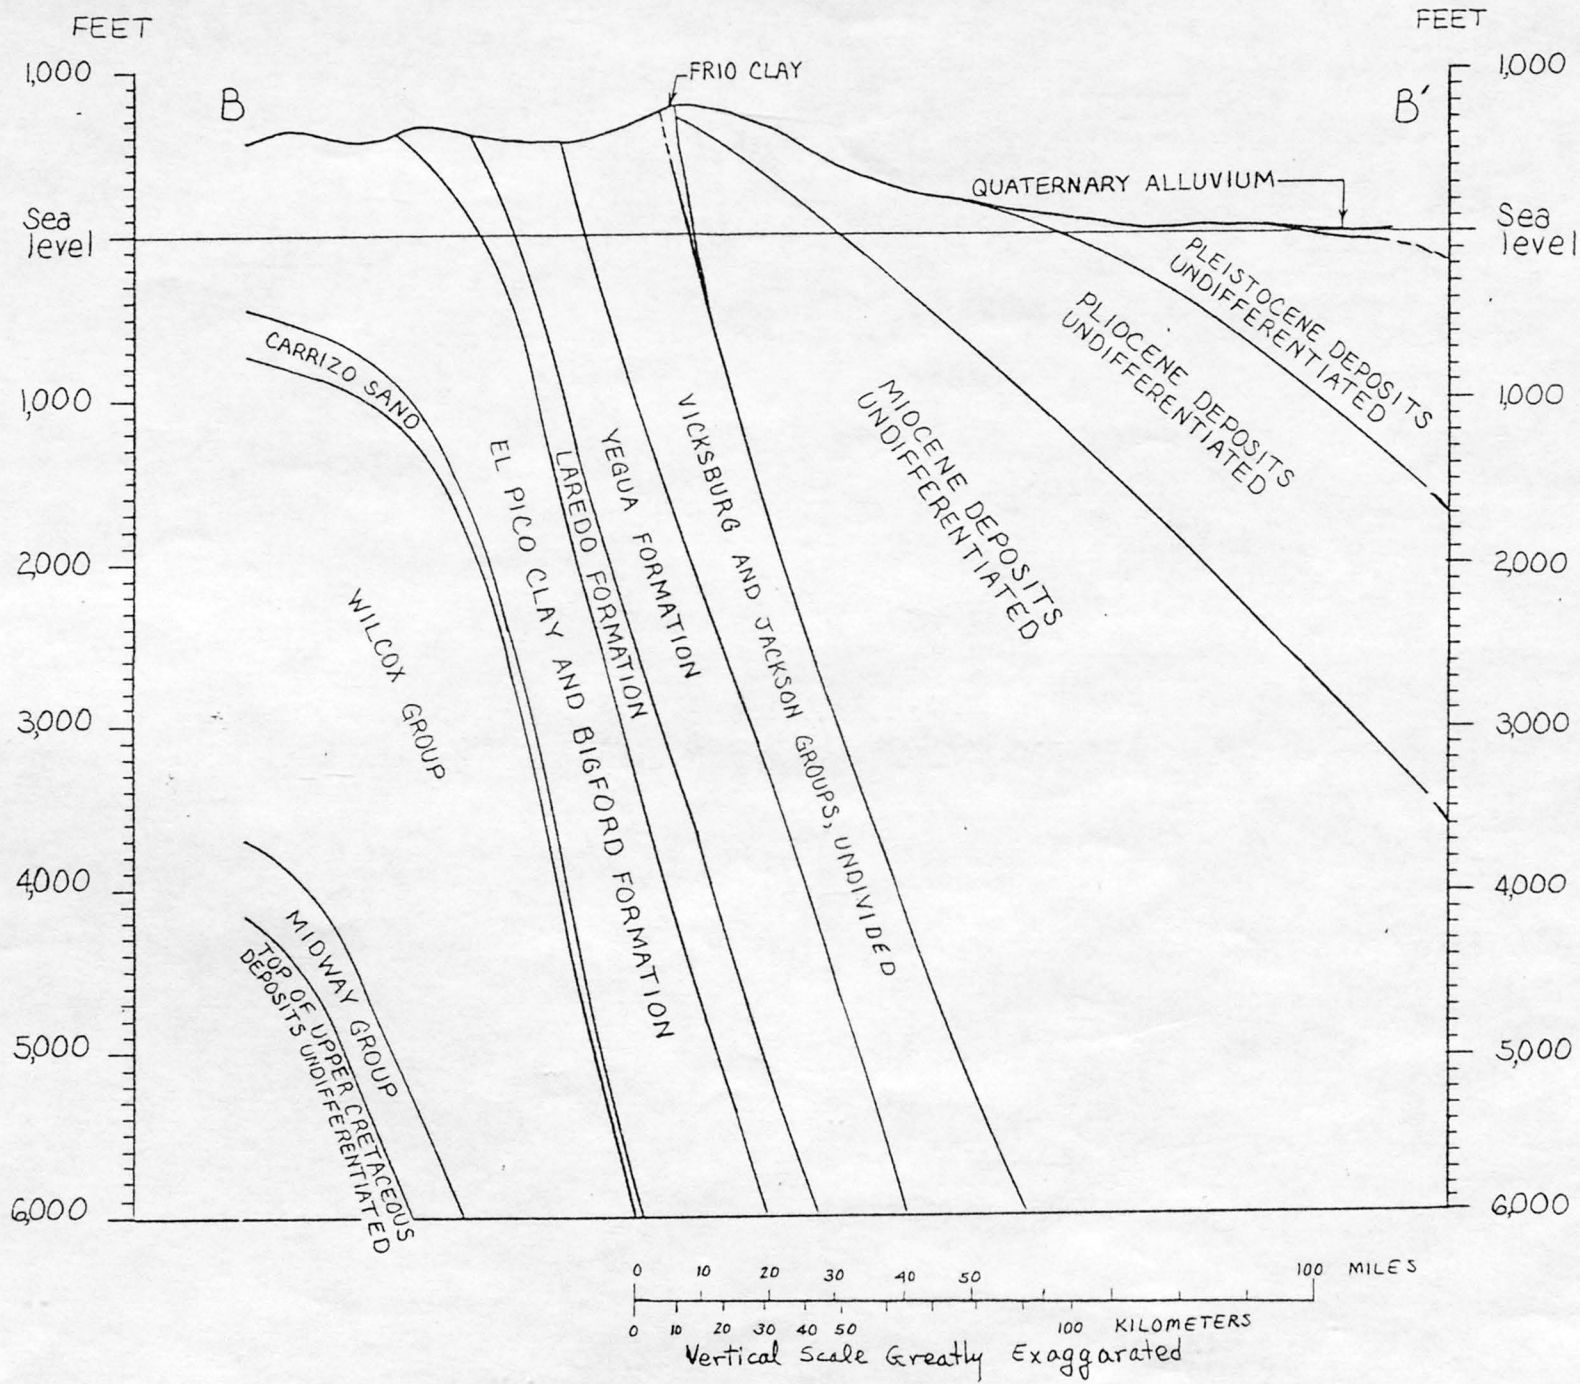 FEET
FEET
1,000
1,000
FRIO CLAY
B
B′
QUATERNARY ALLUVIUM
Sea
level
Sea
level
PLEISTOCENE DEPOSITS
UNDIFFERENTIATED
PLIOCENE DEPOSITS
UNDIFFERENTIATED
CARRIZO SAND
MIOCENE DEPOSITS
UNDIFFERENTIATED
1,000
1,000
VICKSBURG AND JACKSON GROUPS, UNDIVIDED
YEGUA FORMATION
LAREDO FORMATION
EL PICO CLAY AND BIGFORD FORMATION
2,000
2,000
WILCOX GROUP
3,000
3,000
4,000
4,000
MIDWAY GROUP
TOP OF UPPER CRETACEOUS
DEPOSITS UNDIFFERENTIATED
5,000
5,000
6,000
6,000
0 10 20 30 40 50 100 MILES
0 10 20 30 40 50 100 KILOMETERS
Vertical Scale Greatly Exaggarated